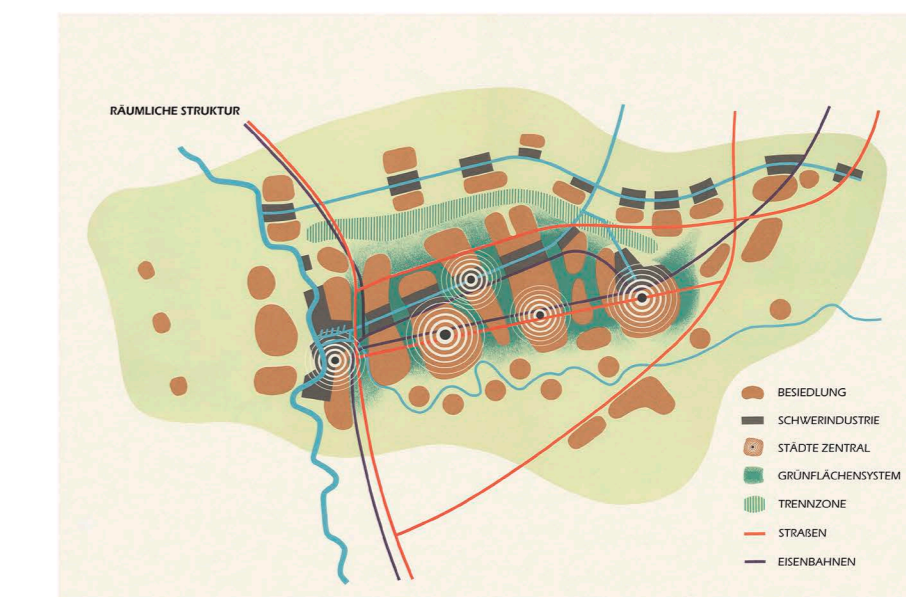 RÄUMLICHE STRUKTUR
BESIEDLUNG
SCHWERINDUSTRIE
STÄDTE ZENTRAL
GRÜNFLÄCHENSYSTEM
TRENNZONE
STRAßEN
EISENBAHNEN